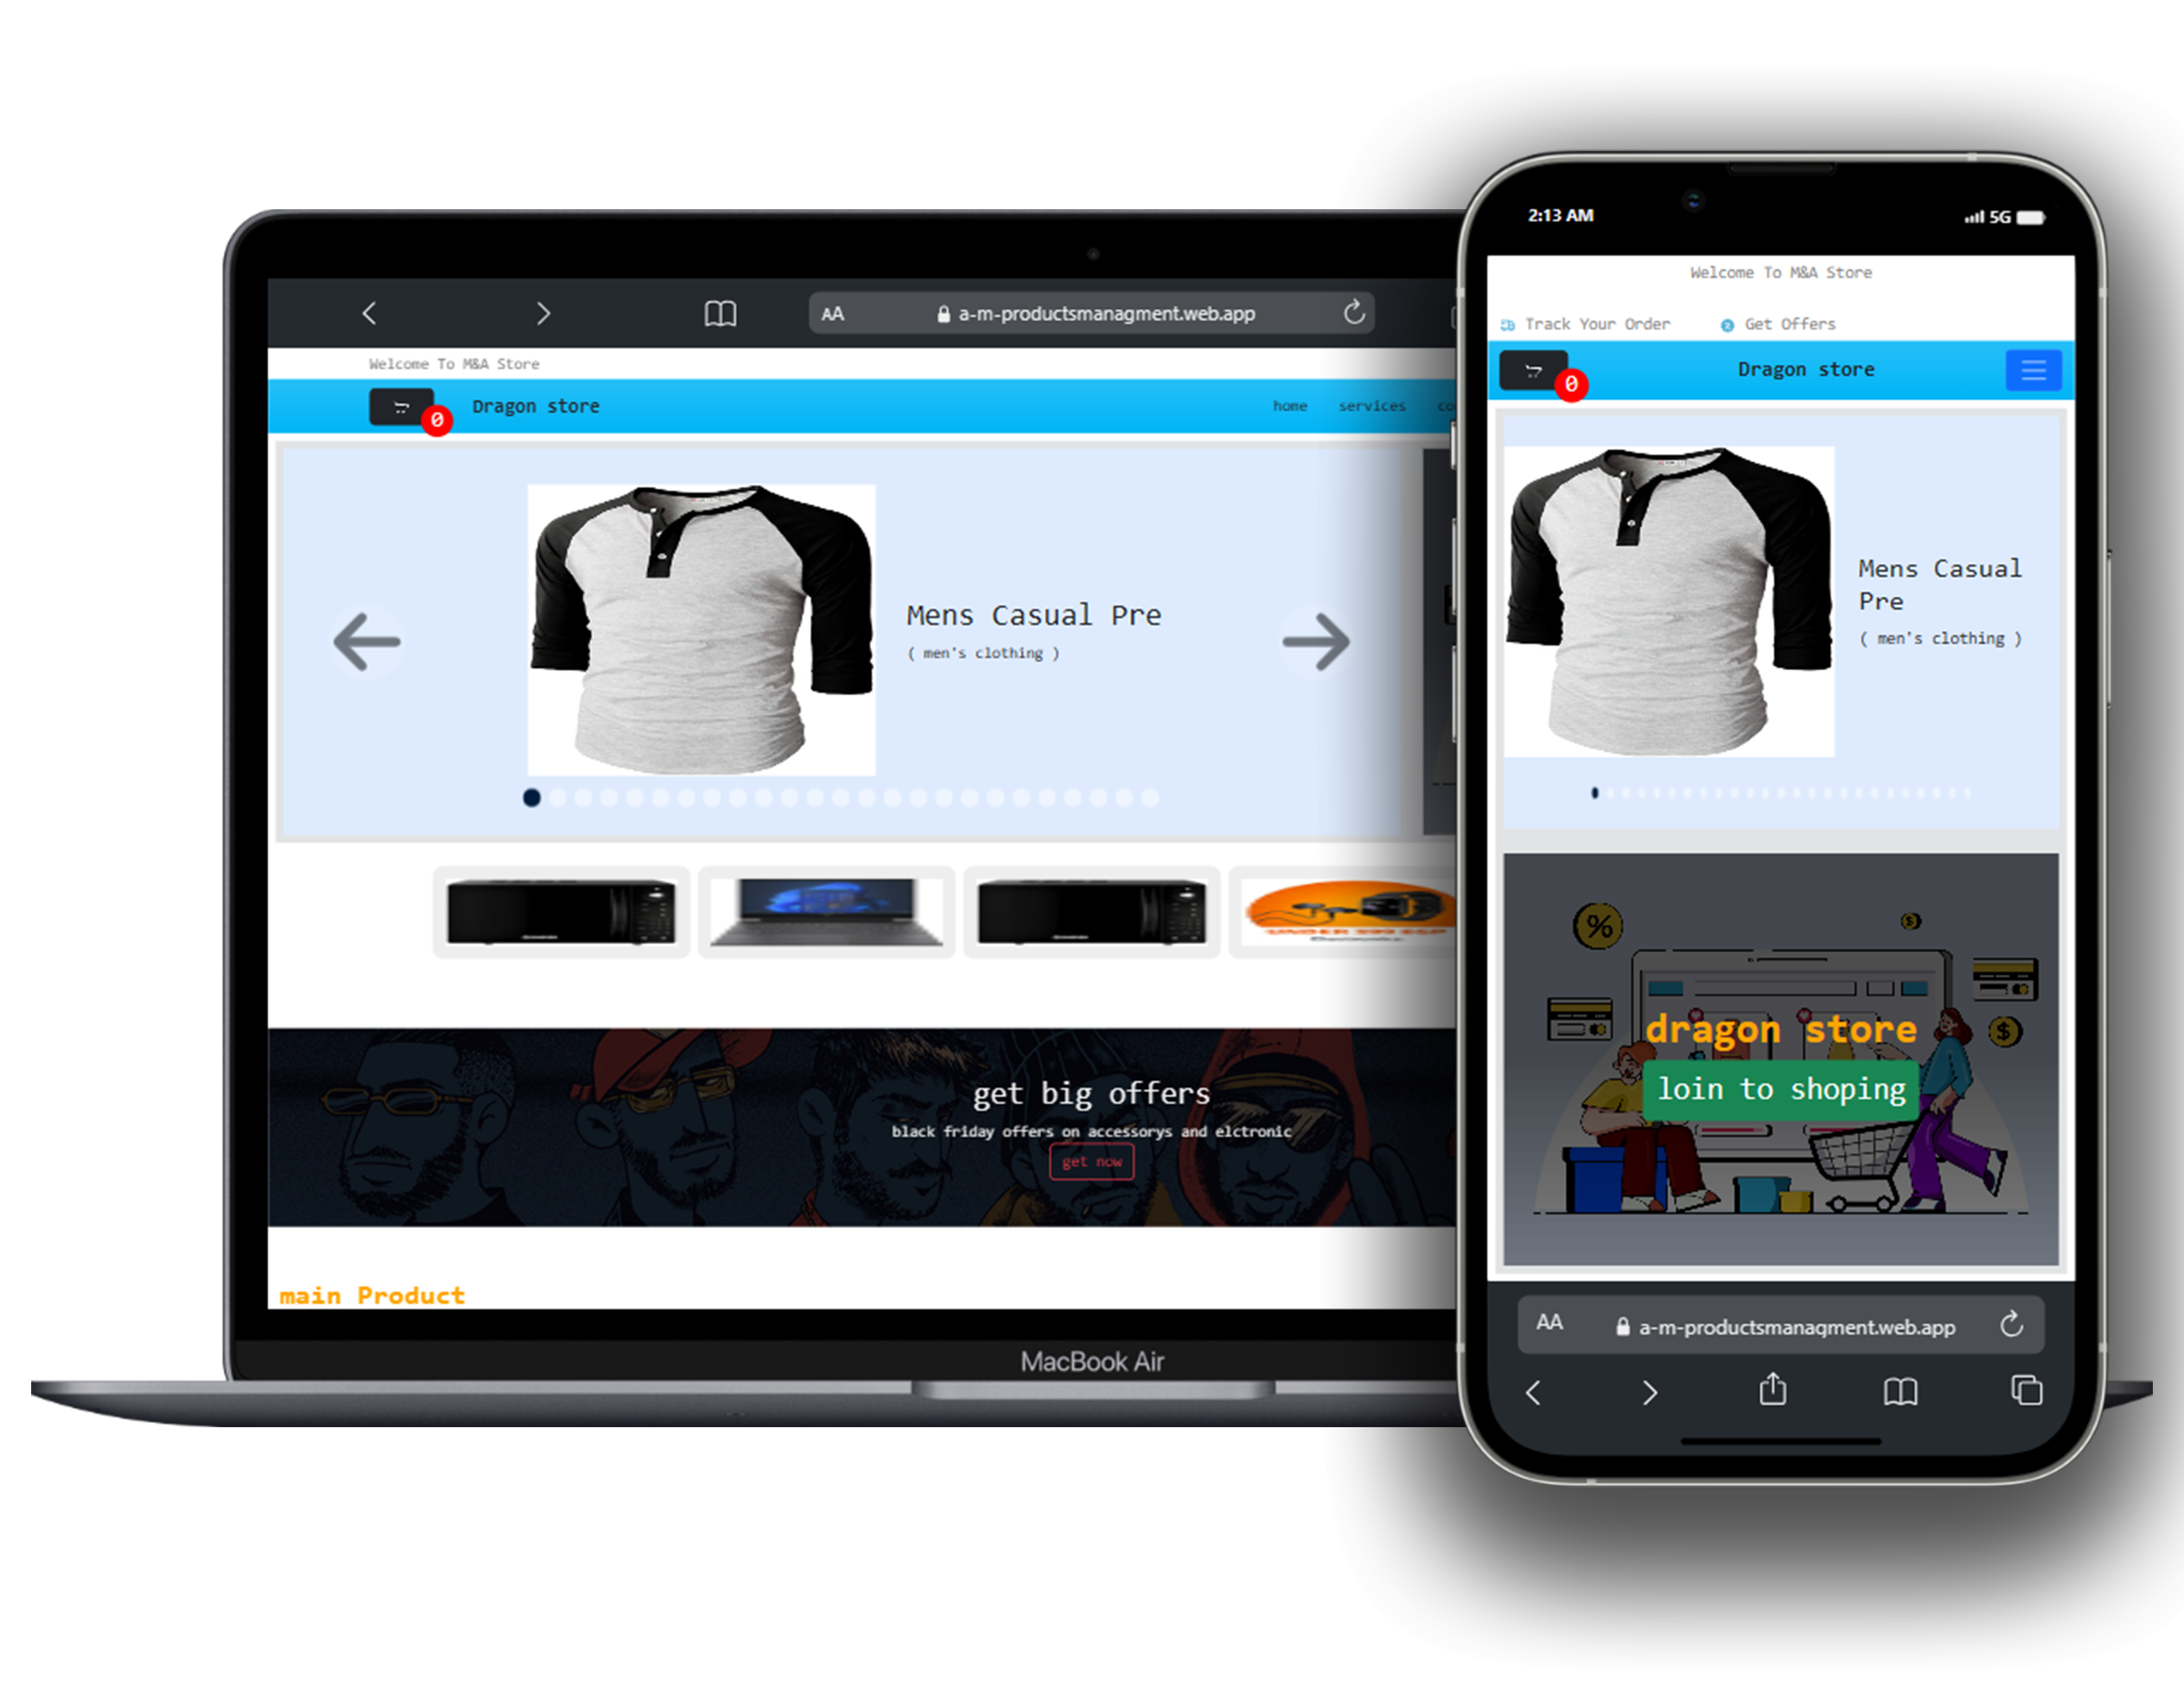 AA
a-m-productsmanagment.web.app
Welcome To M&A Store
0
Dragon store
home services
Mens Casual Pre
( men's clothing )
get big offers
black friday offers on accessorys and elctronic
get now
main Product
MacBook Air
2:13 AM
5G
Welcome To M&A Store
Track Your Order Get Offers
0
Dragon store
Mens Casual
Pre
( men's clothing )
%
$
$
dragon store
loin to shoping
AA
a-m-productsmanagment.web.app